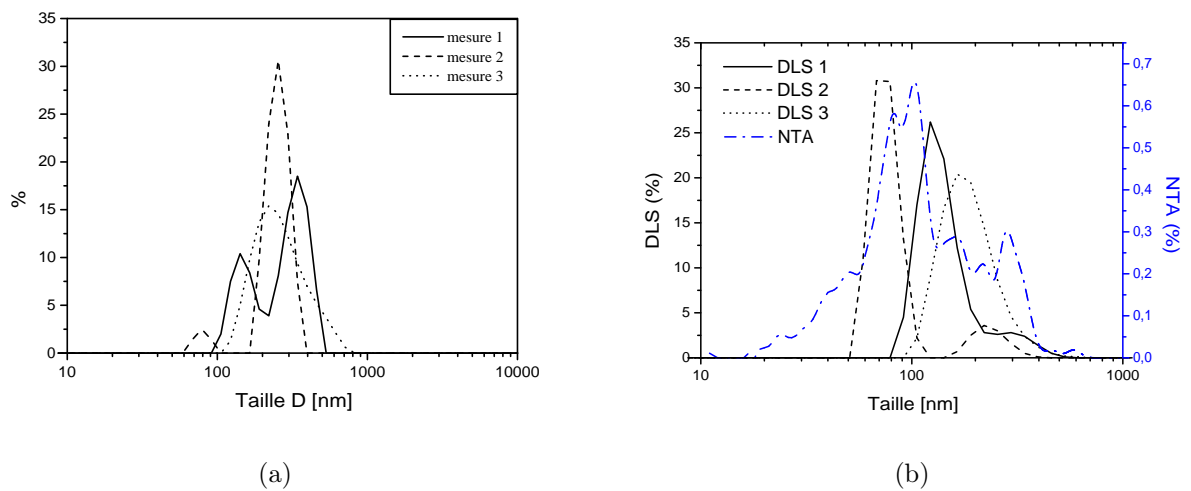 35
30
25
20
15
10
5
0
%
10
100
1000
10000
Taille D [nm]
mesure 1
mesure 2
mesure 3
(a)
35
30
25
20
15
10
5
0
DLS (%)
10
100
1000
Taille [nm]
DLS 1
DLS 2
DLS 3
NTA
0,7
0,6
0,5
0,4
0,3
0,2
0,1
0,0
NTA (%)
(b)